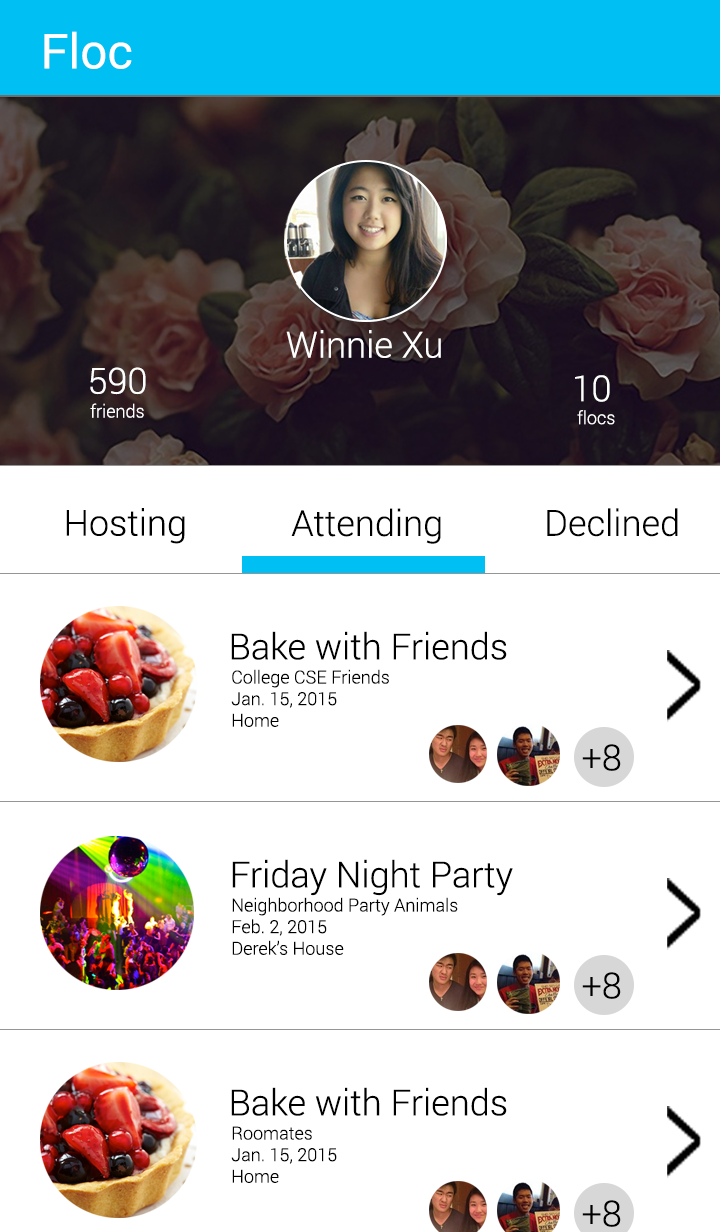 Floc
Winnie Xu
590
friends
10
flocs
Hosting
Attending
Declined
Bake with Friends
College CSE Friends
Jan. 15, 2015
Home
+8
Friday Night Party
Neighborhood Party Animals
Feb. 2, 2015
Derek's House
+8
Bake with Friends
Roomates
Jan. 15, 2015
Home
+8